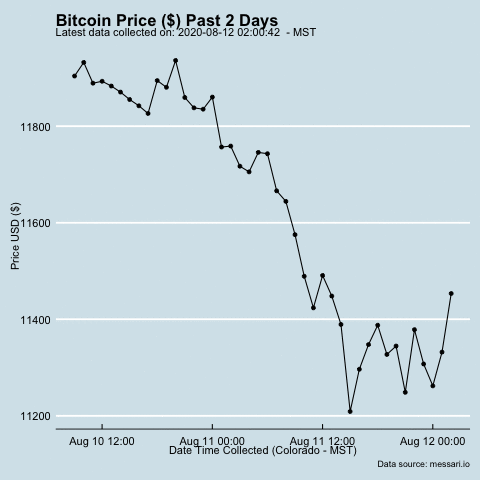 Bitcoin Price ($) Past 2 Days
Latest data collected on: 2020-08-12 02:00:42 - MST
Price USD ($)
11800
11600
11400
11200
Aug 10 12:00 Aug 11 00:00 Aug 11 12:00 Aug 12 00:00
Date Time Collected (Colorado - MST)
Data source: messari.io